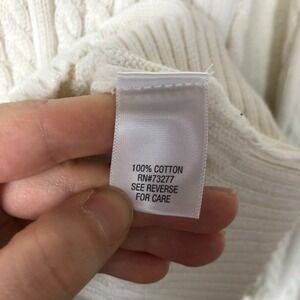 100% COTTON
RN#73277
SEE REVERSE
FOR CARE